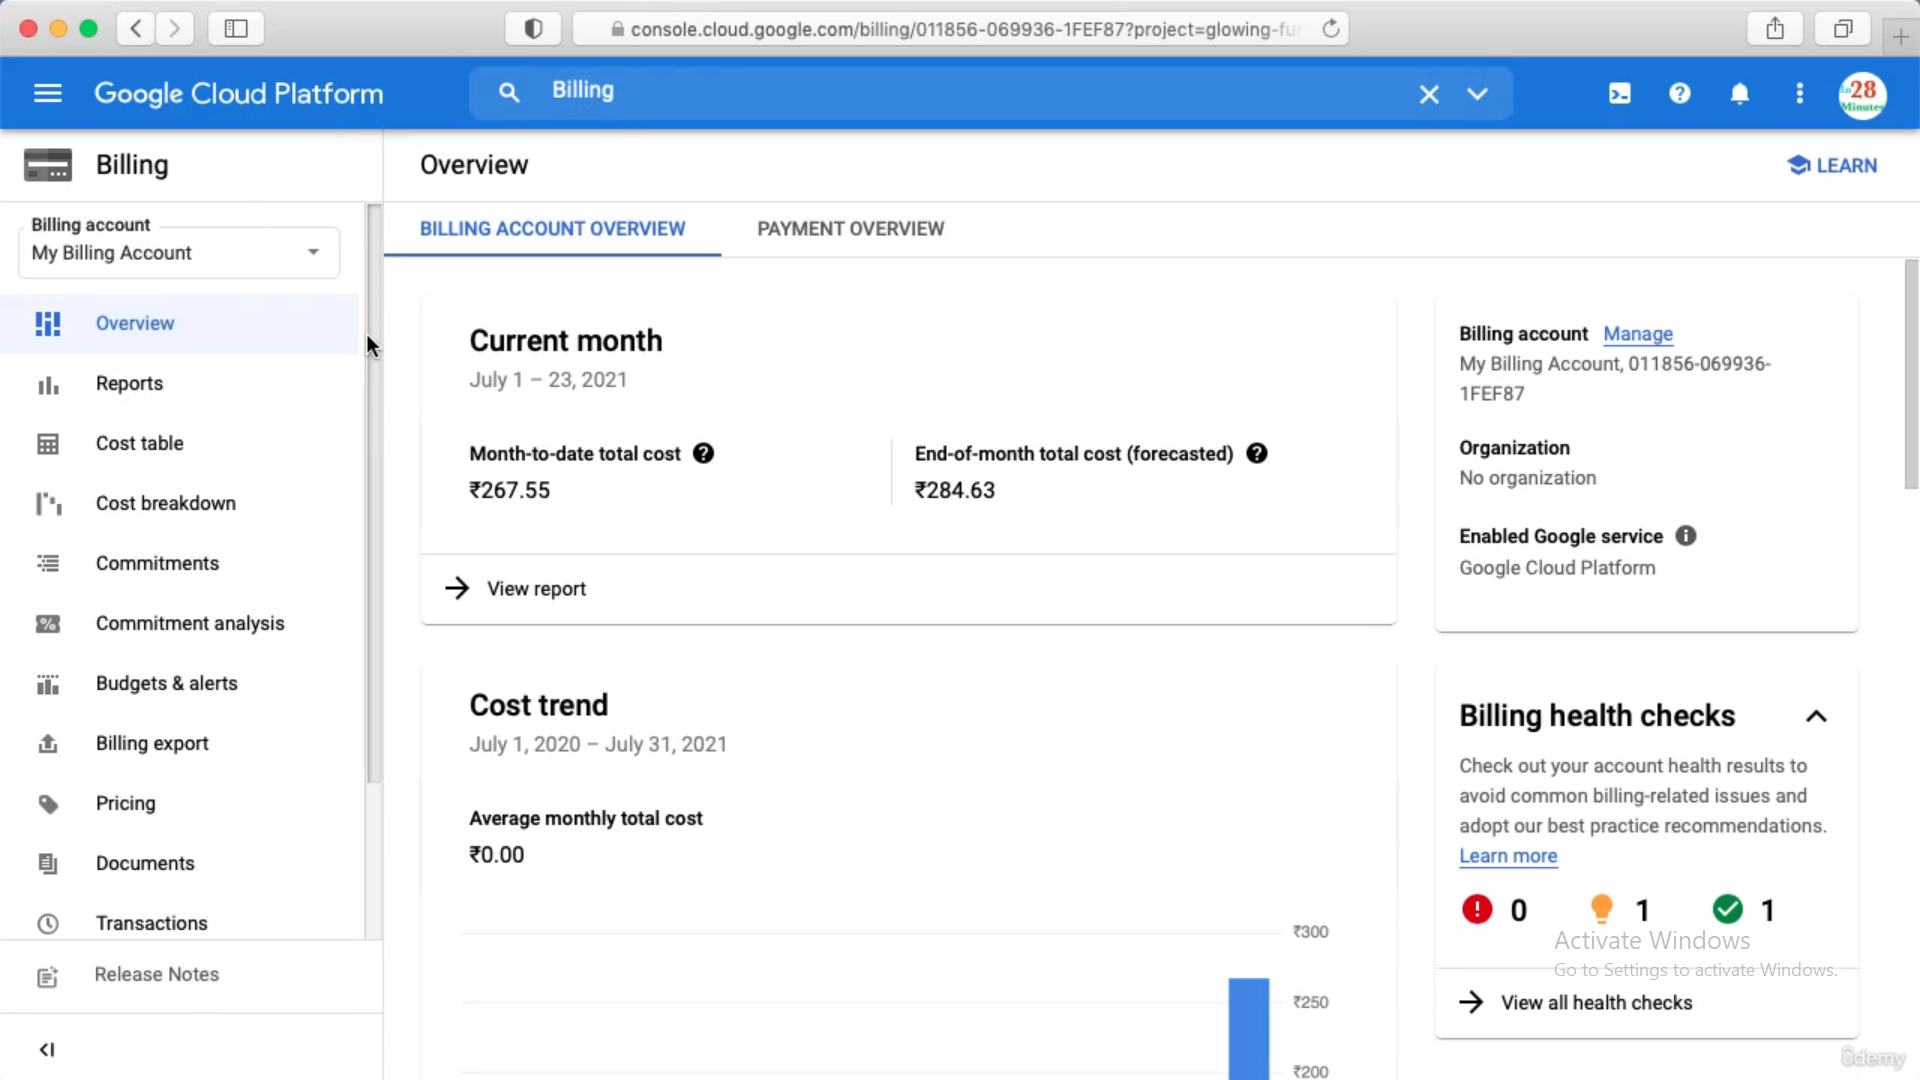 console.cloud.google.com/billing/011856-069936-1FEF87?project=glowing-fu
Google Cloud Platform
Billing
28
Minutes
Billing
Overview
LEARN
Billing account
My Billing Account
BILLING ACCOUNT OVERVIEW
PAYMENT OVERVIEW
Overview
Reports
Cost table
Cost breakdown
Commitments
Commitment analysis
Budgets & alerts
Billing export
Pricing
Documents
Transactions
Release Notes
Current month
July 1 – 23, 2021
Month-to-date total cost
₹267.55
End-of-month total cost (forecasted)
₹284.63
View report
Cost trend
July 1, 2020 – July 31, 2021
Average monthly total cost
₹0.00
₹300
₹250
₹200
Billing account Manage
My Billing Account, 011856-069936-
1FEF87
Organization
No organization
Enabled Google service
Google Cloud Platform
Billing health checks
Check out your account health results to
avoid common billing-related issues and
adopt our best practice recommendations.
Learn more
0 1 1
Activate Windows
Go to Settings to activate Windows.
View all health checks
ûdemy